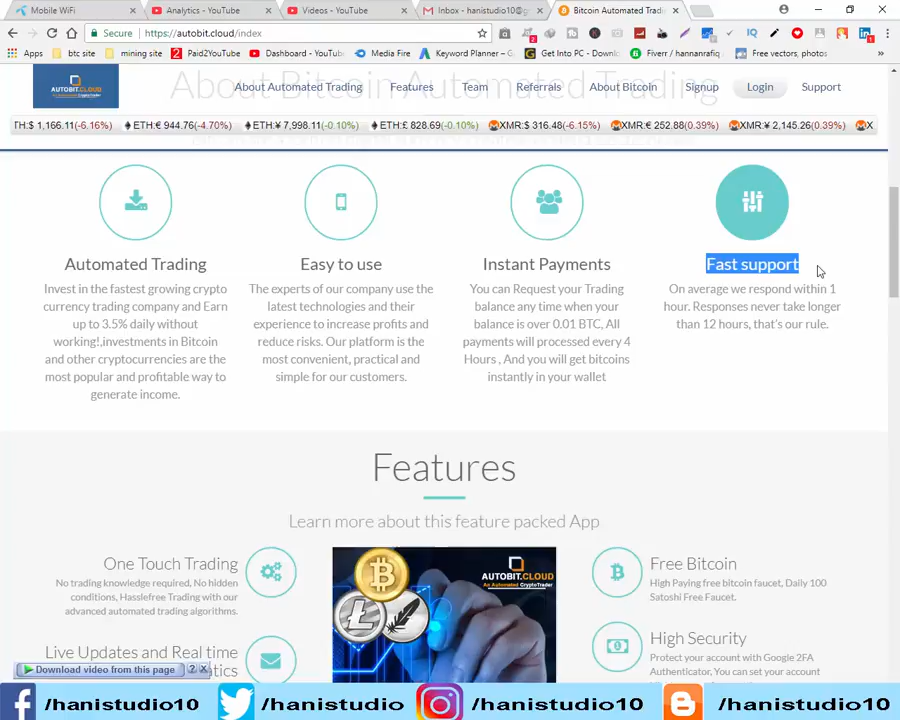 Mobile WiFi
Analytics - YouTube
Videos - YouTube
Inbox - hanistudio10@g
Bitcoin Automated Tradi
Secure
https://autobit.cloud/index
Apps
btc site
mining site
Paid2YouTube
Dashboard - YouTub
Media Fire
Keyword Planner – G
Get Into PC - Downl
Fiverr / hannanrafiq
Free vectors, photos
About Bitcoin Automated Trading
AUTOBIT.CLOUD
An Automated CryptoTrader
About Automated Trading
Features
Team
Referrals
About Bitcoin
Signup
Login
Support
TH:$ 1,166.11(-6.16%)
ETH:€ 944.76(-4.70%)
ETH:¥ 7,998.11(-0.10%)
ETH:£ 828.69(-0.10%)
XMR:$ 316.48(-6.15%)
XMR:€ 252.88(0.39%)
XMR:¥ 2,145.26(0.39%)
X
Automated Trading
Invest in the fastest growing crypto
currency trading company and Earn
up to 3.5% daily without
working!,investments in Bitcoin
and other cryptocurrencies are the
most popular and profitable way to
generate income.
Easy to use
The experts of our company use the
latest technologies and their
experience to increase profits and
reduce risks. Our platform is the
most convenient, practical and
simple for our customers.
Instant Payments
You can Request your Trading
balance any time when your
balance is over 0.01 BTC, All
payments will processed every 4
Hours , And you will get bitcoins
instantly in your wallet
Fast support
On average we respond within 1
hour. Responses never take longer
than 12 hours, that's our rule.
Features
Learn more about this feature packed App
One Touch Trading
No trading knowledge required, No hidden
conditions, Hasslefree Trading with our
advanced automated trading algorithms.
Live Updates and Real time
AUTOBIT.CLOUD
An Automated CryptoTrader
Free Bitcoin
High Paying free bitcoin faucet, Daily 100
Satoshi Free Faucet.
High Security
Protect your account with Google 2FA
Authenticator, You can set your account
Download video from this page
/hanistudio10
/hanistudio
/hanistudio10
/hanistudio10